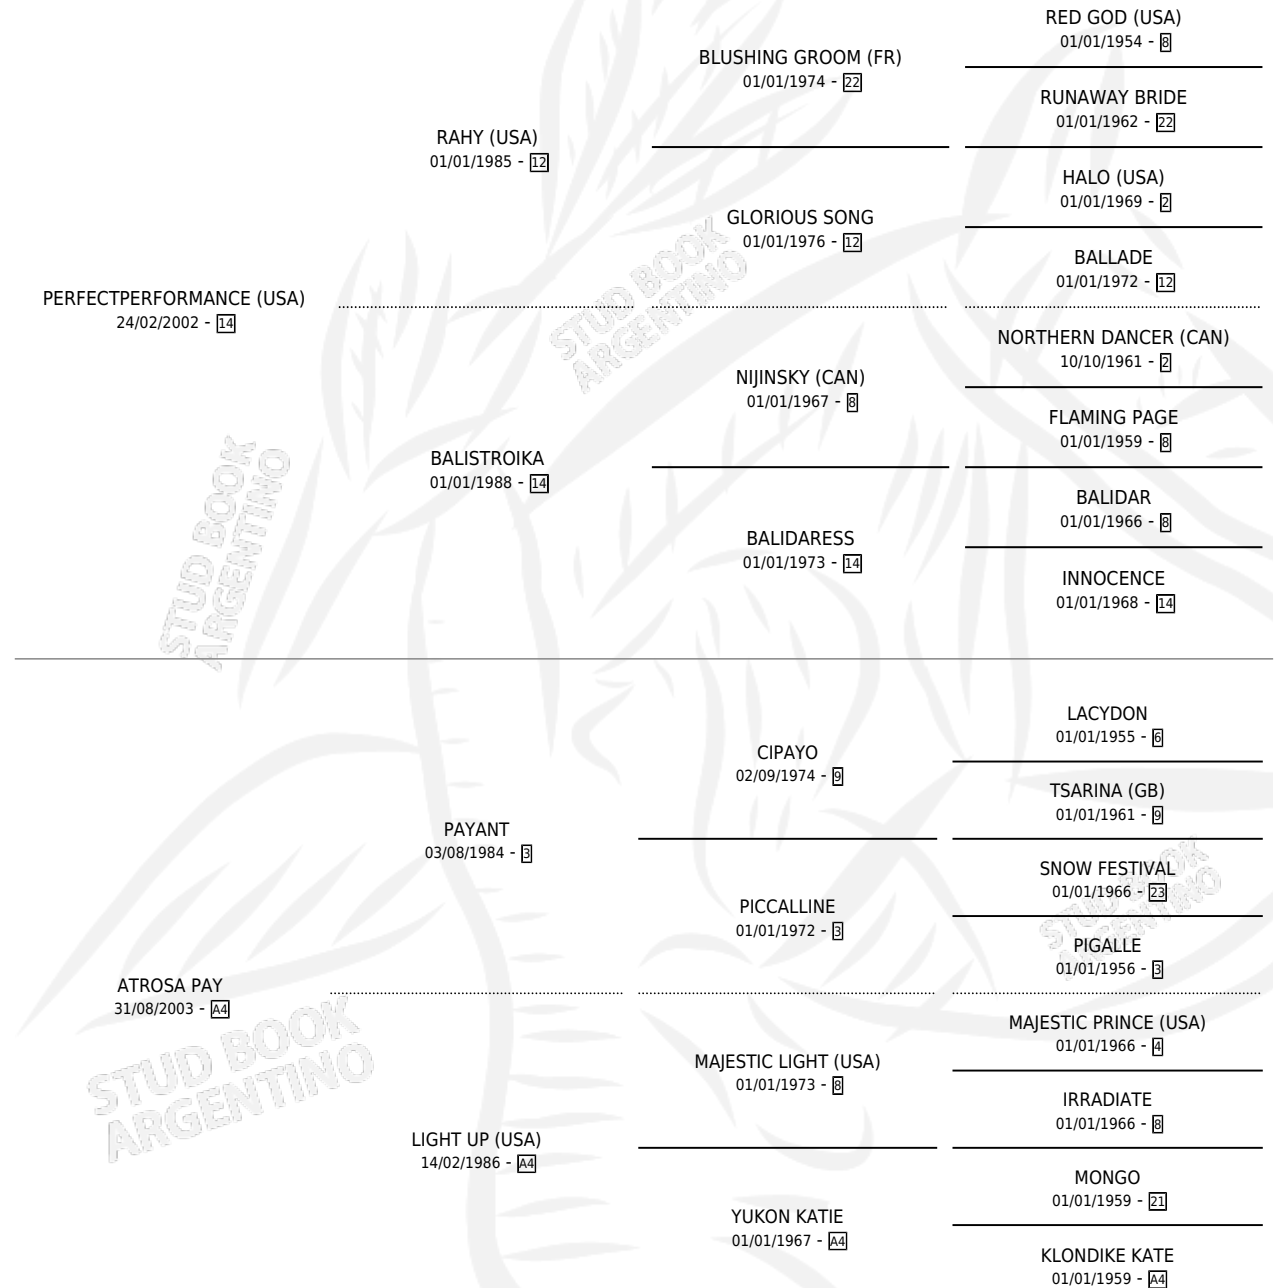 RED GOD (USA)
01/01/1954 - 8
BLUSHING GROOM (FR)
01/01/1974 - 22
RUNAWAY BRIDE
01/01/1962 - 22
RAHY (USA)
01/01/1985 - 12
HALO (USA)
01/01/1969 - 2
GLORIOUS SONG
01/01/1976 - 12
BALLADE
01/01/1972 - 12
PERFECTPERFORMANCE (USA)
24/02/2002 - 14
STUD BOOK
ARGENTINO
NORTHERN DANCER (CAN)
10/10/1961 - 2
NIJINSKY (CAN)
01/01/1967 - 8
FLAMING PAGE
01/01/1959 - 8
BALISTROIKA
01/01/1988 - 14
BALIDAR
01/01/1966 - 8
BALIDARESS
01/01/1973 - 14
INNOCENCE
01/01/1968 - 14
STUD BOOK
ARGENTINO
LACYDON
01/01/1955 - 6
CIPAYO
02/09/1974 - 9
TSARINA (GB)
01/01/1961 - 9
PAYANT
03/08/1984 - 3
SNOW FESTIVAL
01/01/1966 - 23
STUD BOOK
ARGENTINO
PICCALLINE
01/01/1972 - 3
PIGALLE
01/01/1956 - 3
ATROSA PAY
31/08/2003 - A4
STUD BOOK
ARGENTINO
MAJESTIC PRINCE (USA)
01/01/1966 - 4
MAJESTIC LIGHT (USA)
01/01/1973 - 8
IRRADIATE
01/01/1966 - 8
LIGHT UP (USA)
14/02/1986 - A4
MONGO
01/01/1959 - 21
YUKON KATIE
01/01/1967 - A4
KLONDIKE KATE
01/01/1959 - A4